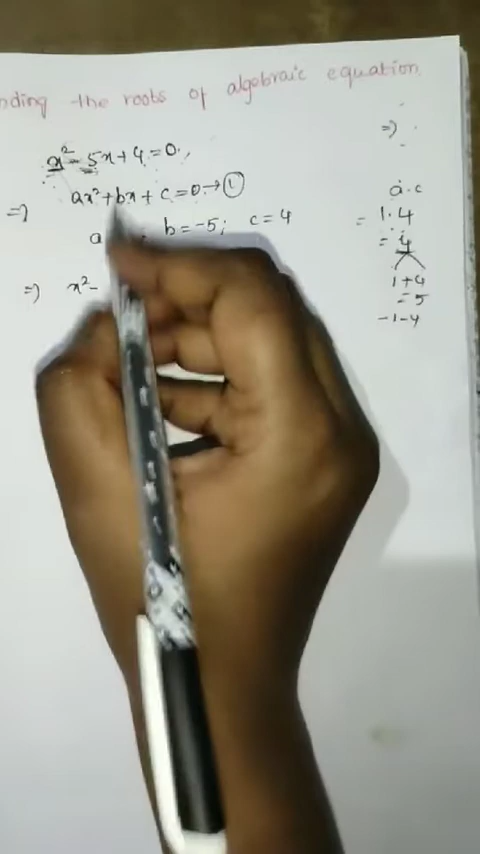 the roots of algebraic equation
x² - 5x + 4 = 0.
=) ax² + bx + c = 0 → ①
a b = -5; c = 4
=) x² -
=)
a.c
= 1.4
= 4
1+4
= 5
-1-4